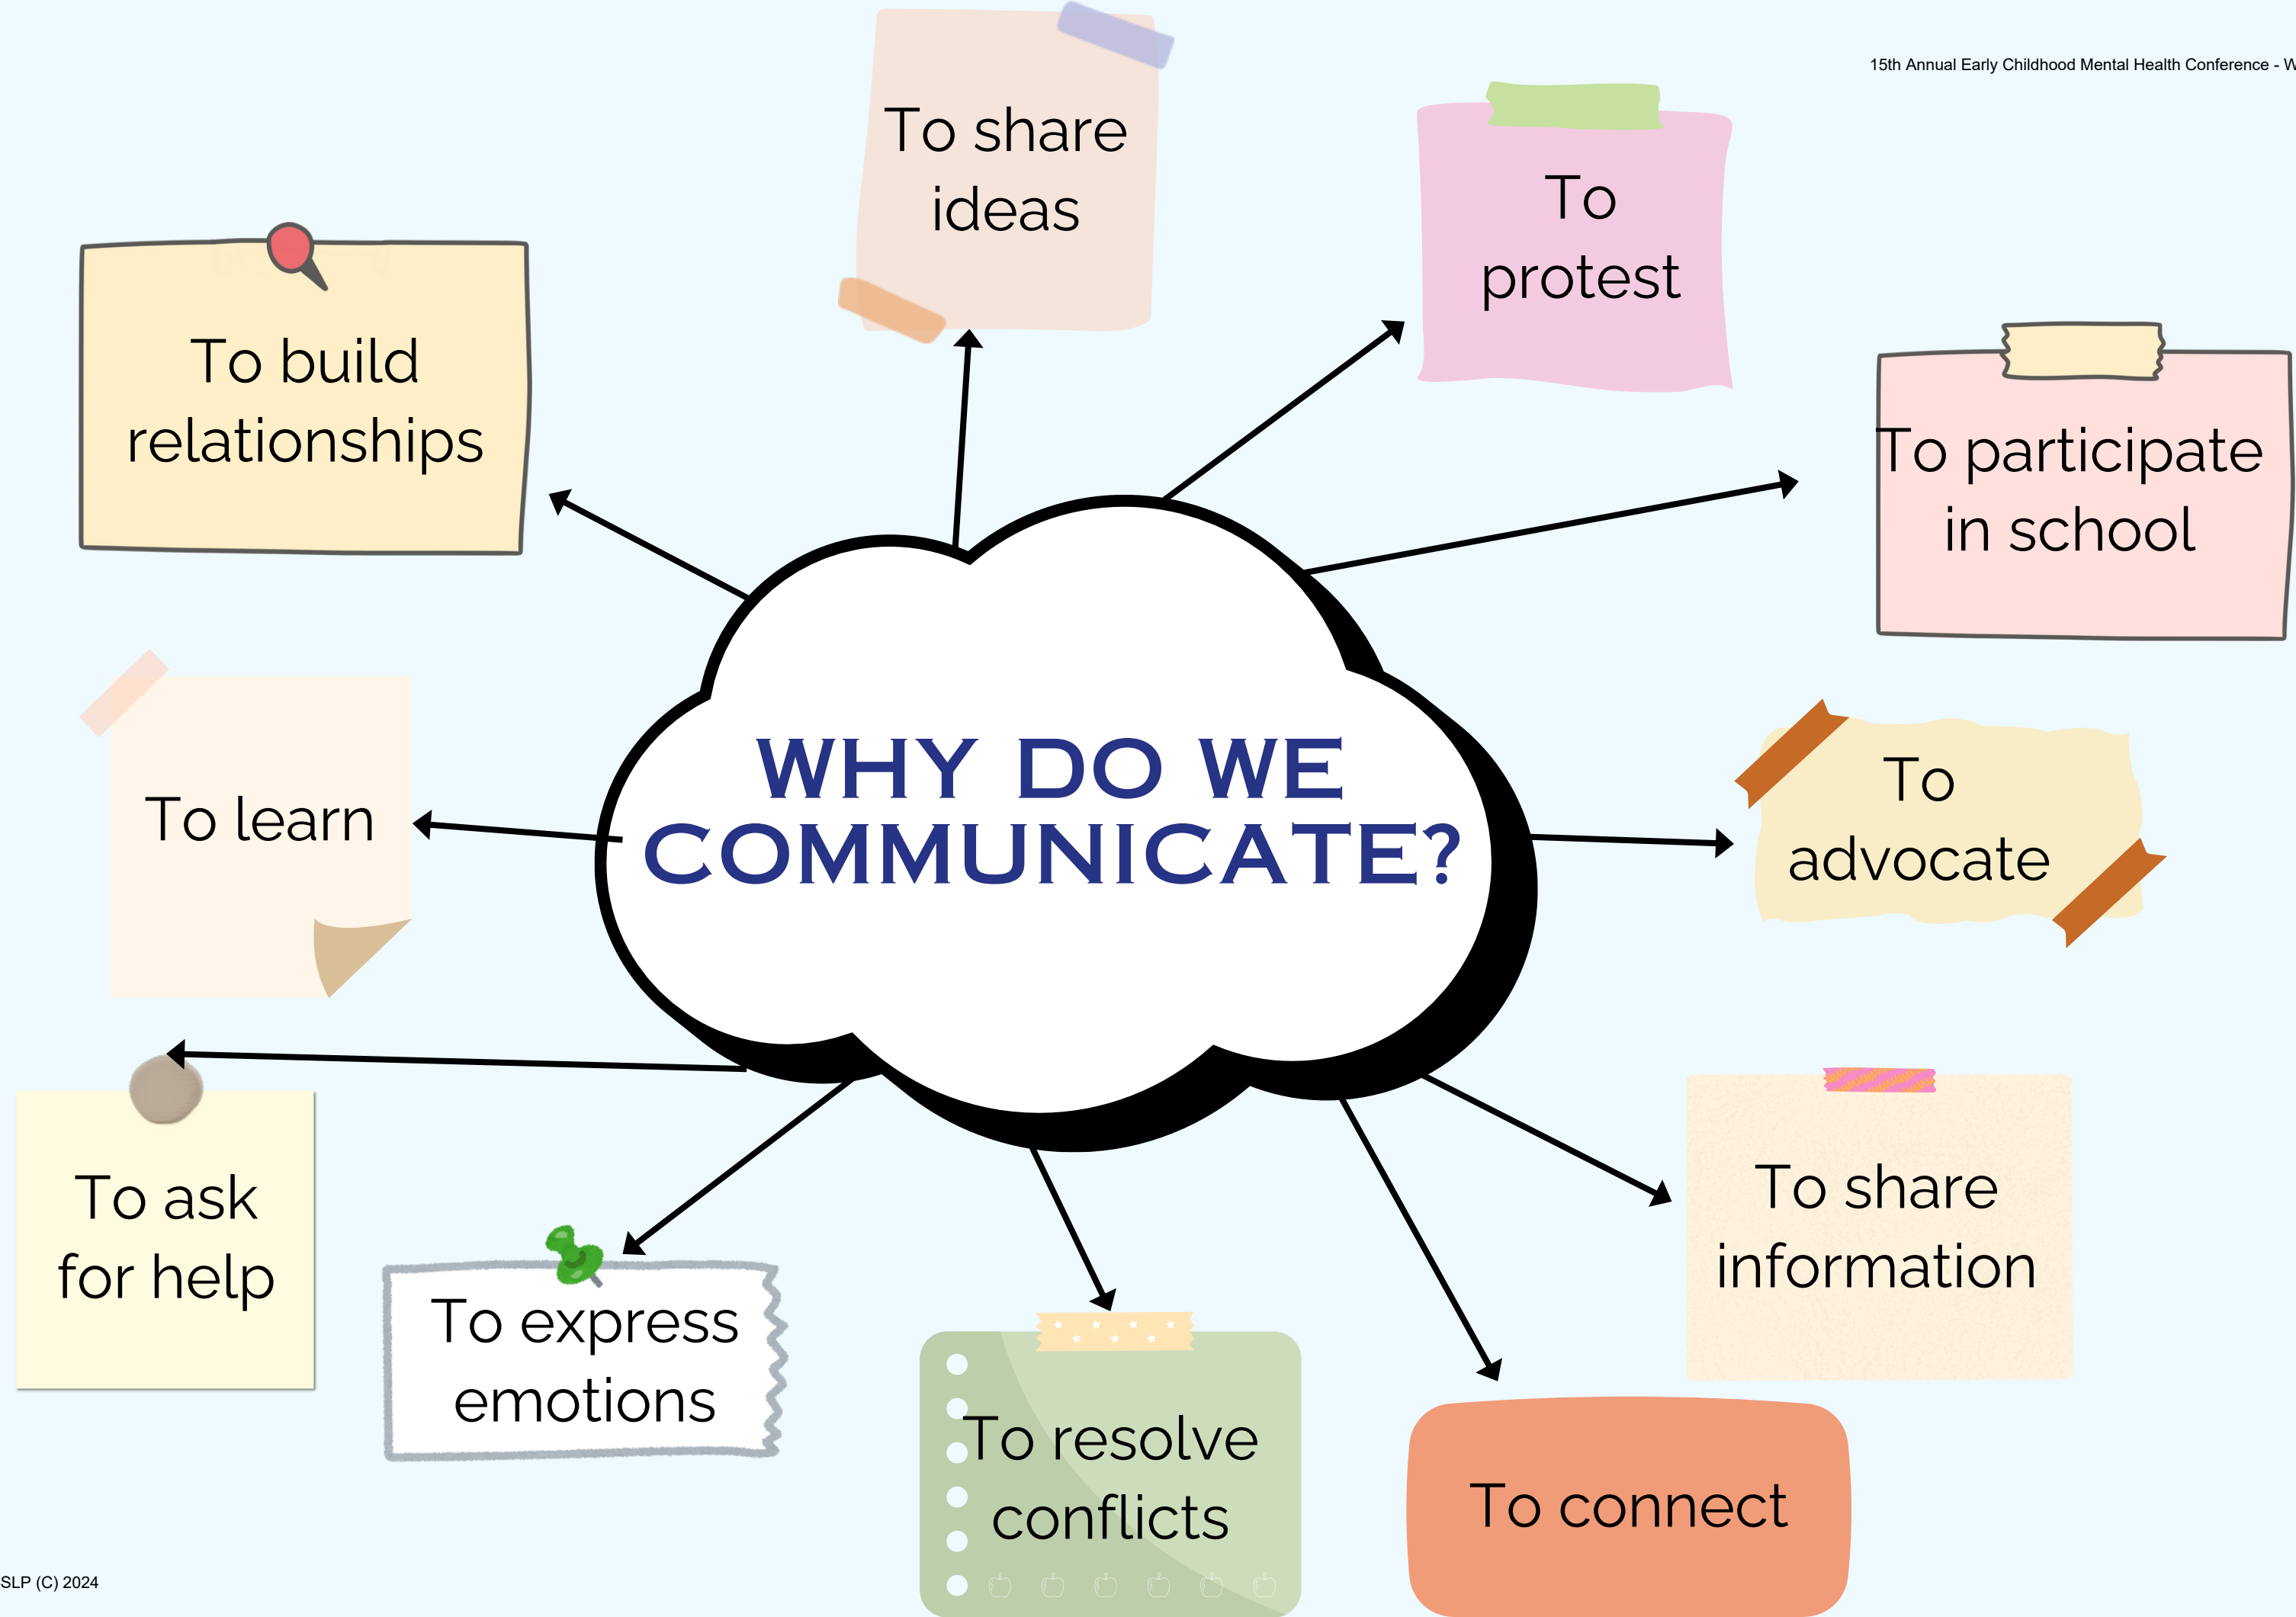 15th Annual Early Childhood Mental Health Conference - W
To share
ideas
To
protest
To build
relationships
To participate
in school
WHY DO WE
COMMUNICATE?
To learn
To
advocate
To ask
for help
To share
information
To express
emotions
To resolve
conflicts
To connect
SLP (C) 2024